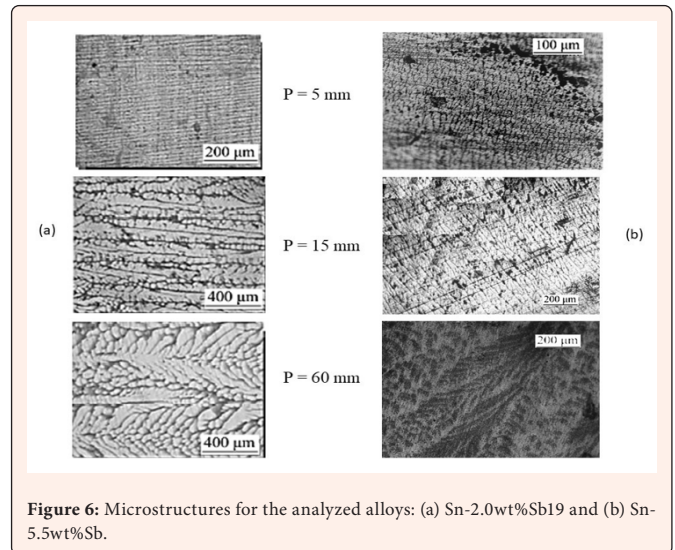 P = 5 mm
200 μm
100 μm
(a)
P = 15 mm
(b)
400 μm
200 μm
P = 60 mm
400 μm
200 μm
Figure 6: Microstructures for the analyzed alloys: (a) Sn-2.0wt%Sb19 and (b) Sn-
5.5wt%Sb.